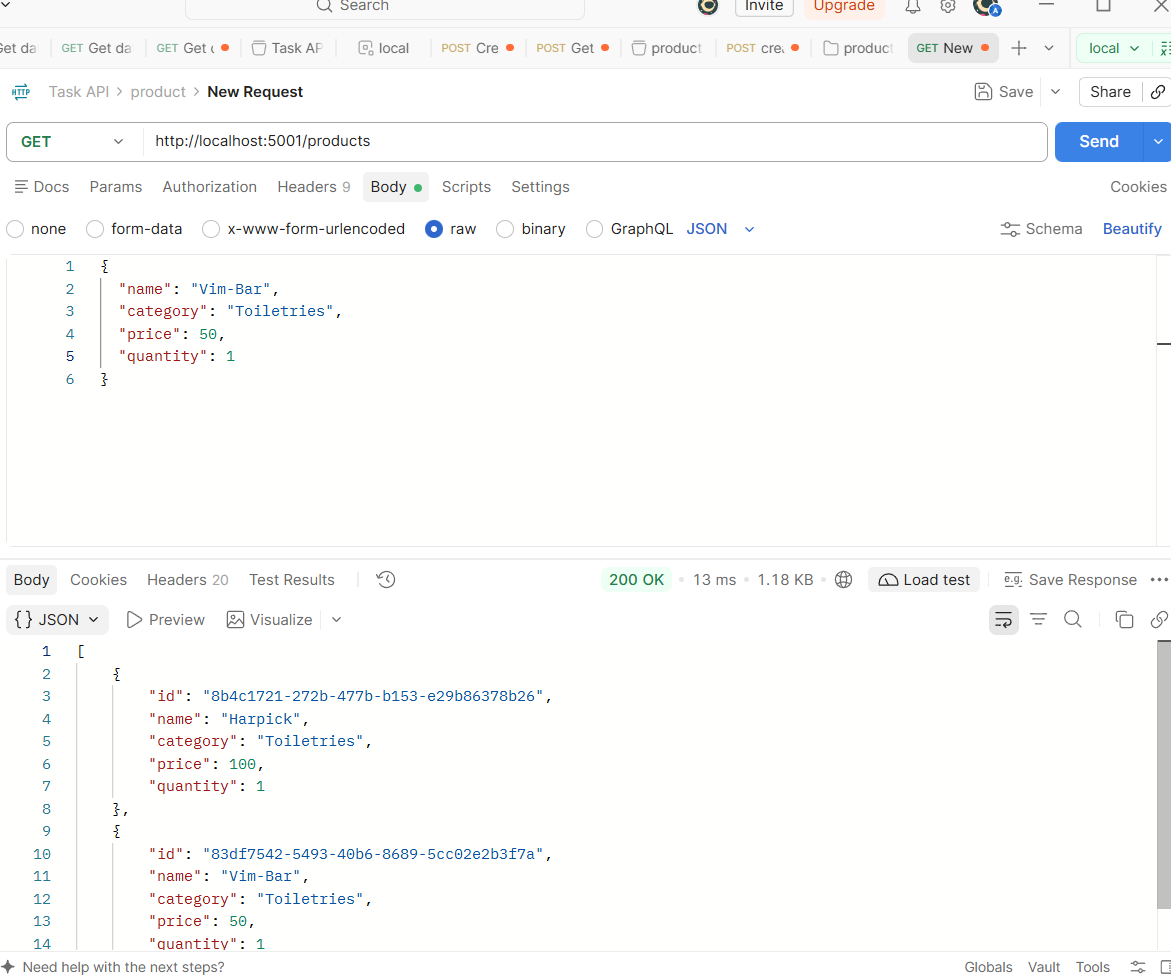 Search Invite Upgrade
Get da GET Get da GET Get c Task AP local POST Cre POST Get product POST crea product GET New local
Task API > product > New Request Save Share
GET http://localhost:5001/products Send
Docs Params Authorization Headers 9 Body Scripts Settings Cookies
none form-data x-www-form-urlencoded raw binary GraphQL JSON Schema Beautify
1 {
2 "name": "Vim-Bar",
3 "category": "Toiletries",
4 "price": 50,
5 "quantity": 1
6 }
Body Cookies Headers 20 Test Results 200 OK • 13 ms • 1.18 KB • Load test e.g. Save Response
{} JSON Preview Visualize
1 [
2 {
3 "id": "8b4c1721-272b-477b-b153-e29b86378b26",
4 "name": "Harpick",
5 "category": "Toiletries",
6 "price": 100,
7 "quantity": 1
8 },
9 {
10 "id": "83df7542-5493-40b6-8689-5cc02e2b3f7a",
11 "name": "Vim-Bar",
12 "category": "Toiletries",
13 "price": 50,
14 "quantity": 1
Need help with the next steps? Globals Vault Tools